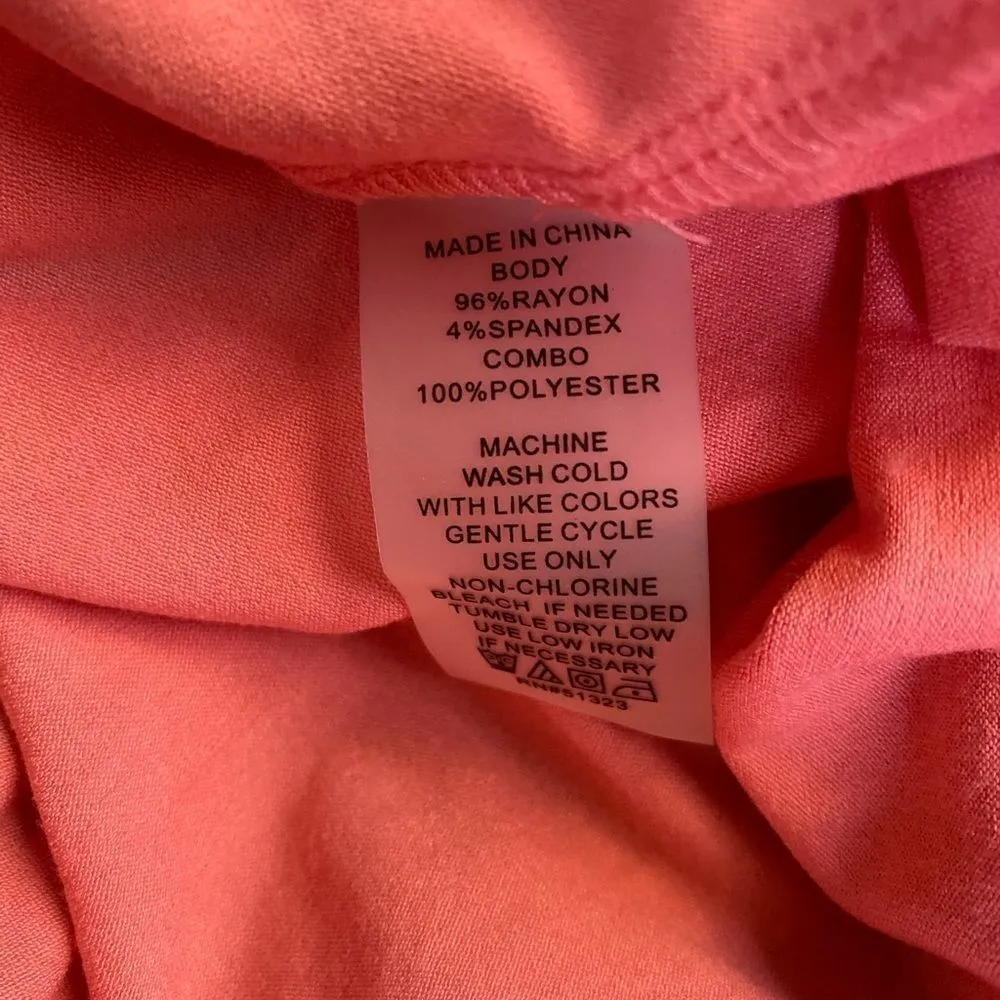 MADE IN CHINA
BODY
96%RAYON
4%SPANDEX
COMBO
100%POLYESTER
MACHINE
WASH COLD
WITH LIKE COLORS
GENTLE CYCLE
USE ONLY
NON-CHLORINE
BLEACH IF NEEDED
TUMBLE DRY LOW
USE LOW IRON
IF NECESSARY
RN#51323